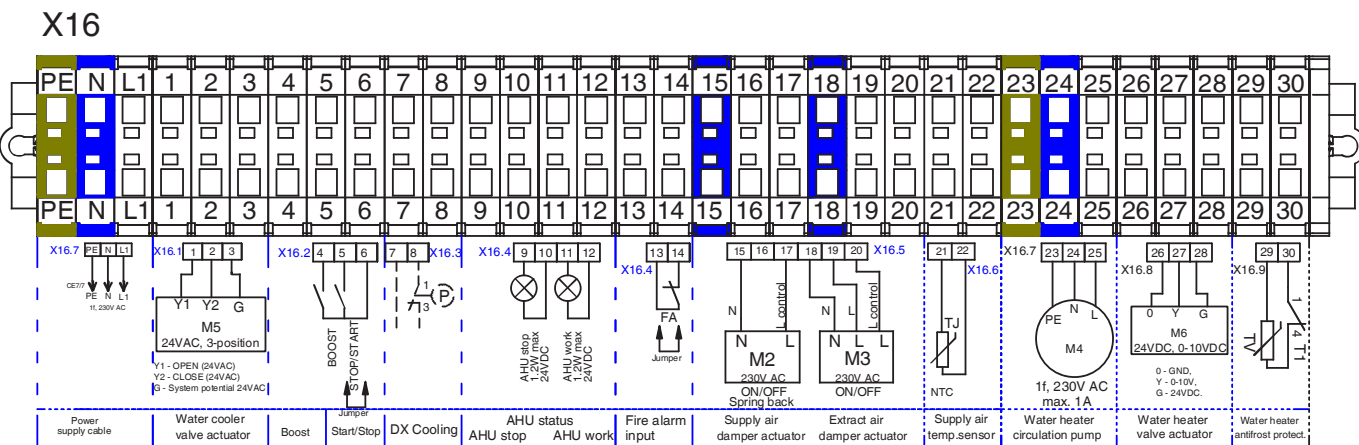 X16
PE N L1 1 2 3 4 5 6 7 8 9 10 11 12 13 14 15 16 17 18 19 20 21 22 23 24 25 26 27 28 29 30
PE N L1 1 2 3 4 5 6 7 8 9 10 11 12 13 14 15 16 17 18 19 20 21 22 23 24 25 26 27 28 29 30
X16.7 PE N L1
CE7/7
PE N L1
1f, 230V AC
Power
supply cable
X16.1 1 2 3
Y1 Y2 G
M5
24VAC, 3-position
Y1 - OPEN (24VAC)
Y2 - CLOSE (24VAC)
G - System potential 24VAC
Water cooler
valve actuator
X16.2 4 5 6
BOOST
STOP/START
Jumper
Boost
Start/Stop
7 8 X16.3
1
3
P
DX Cooling
X16.4 9 10 11 12
AHU stop
1.2W max
24VDC
AHU work
1.2W max
24VDC
AHU status
AHU stop AHU work
13 14
X16.4
FA
Jumper
Fire alarm
input
15 16 17 18 19 20 X16.5
N
L control
N L
M2
230V AC
ON/OFF
Spring back
Supply air
damper actuator
N L
L control
N L L
M3
230V AC
ON/OFF
Extract air
damper actuator
21 22
X16.6
TJ
NTC
Supply air
temp.sensor
X16.7
23 24 25
PE N L
M4
1f, 230V AC
max. 1A
Water heater
circulation pump
26 27 28
X16.8
0 Y G
M6
24VDC, 0-10VDC
0 - GND,
Y - 0-10V,
G - 24VDC.
Water heater
valve actuator
29 30
X16.9
TV
1
4
T1
Water heater
antifrost protect.